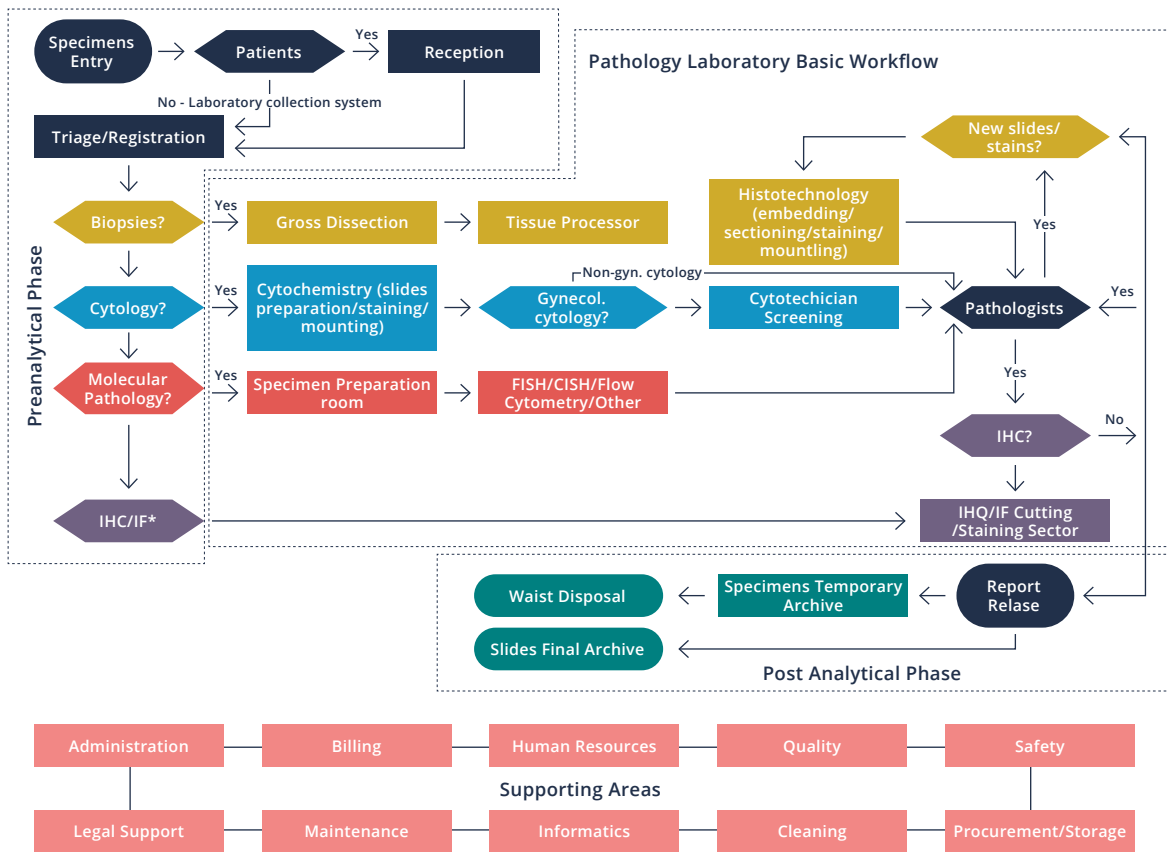 Specimens
Entry
Patients
Yes
Reception
No - Laboratory collection system
Triage/Registration
Pathology Laboratory Basic Workflow
New slides/
stains?
Preanalytical Phase
Biopsies?
Yes
Gross Dissection
Tissue Processor
Histotechnology
(embedding/
sectioning/staining/
mountling)
Yes
Cytology?
Yes
Cytochemistry (slides
preparation/staining/
mounting)
Non-gyn. cytology
Gynecol.
cytology?
Cytotechician
Screening
Pathologists
Yes
Molecular
Pathology?
Yes
Specimen Preparation
room
FISH/CISH/Flow
Cytometry/Other
Yes
IHC?
No
IHC/IF*
IHQ/IF Cutting
/Staining Sector
Waist Disposal
Specimens Temporary
Archive
Report
Relase
Slides Final Archive
Post Analytical Phase
Administration
Billing
Human Resources
Quality
Safety
Supporting Areas
Legal Support
Maintenance
Informatics
Cleaning
Procurement/Storage